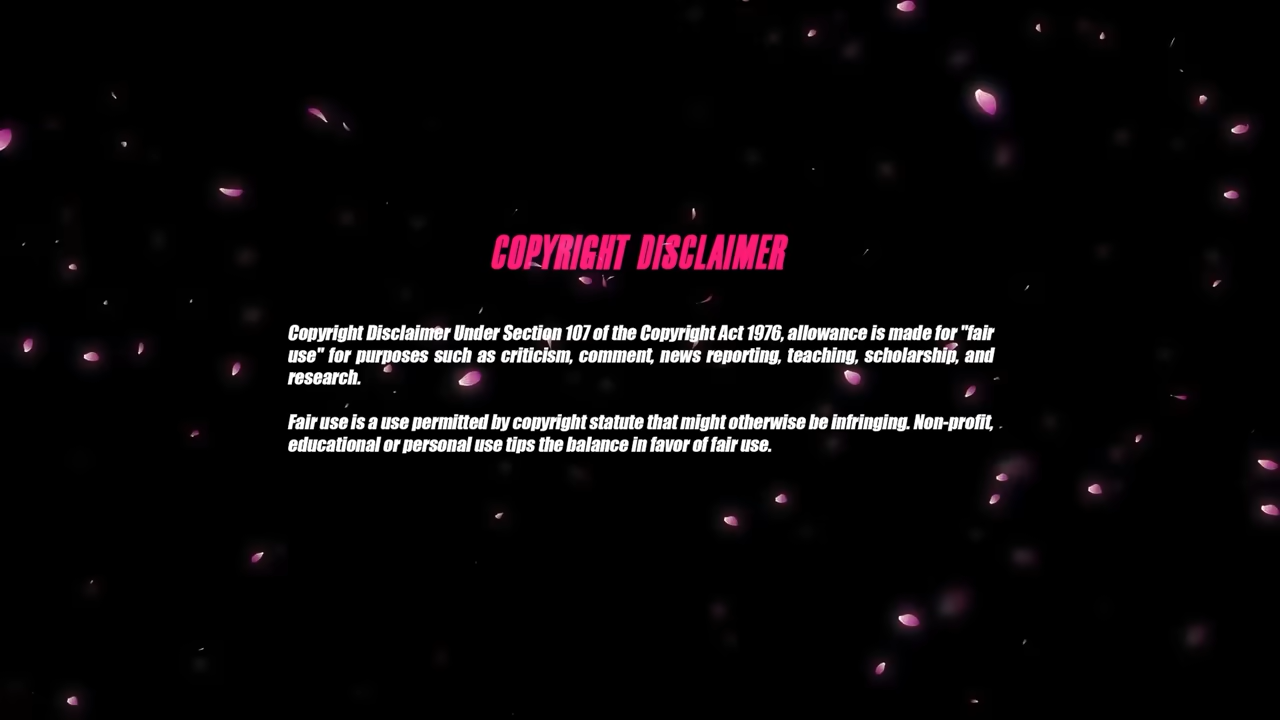 COPYRIGHT DISCLAIMER
Copyright Disclaimer Under Section 107 of the Copyright Act 1976, allowance is made for "fair
use" for purposes such as criticism, comment, news reporting, teaching, scholarship, and
research.
Fair use is a use permitted by copyright statute that might otherwise be infringing. Non-profit,
educational or personal use tips the balance in favor of fair use.